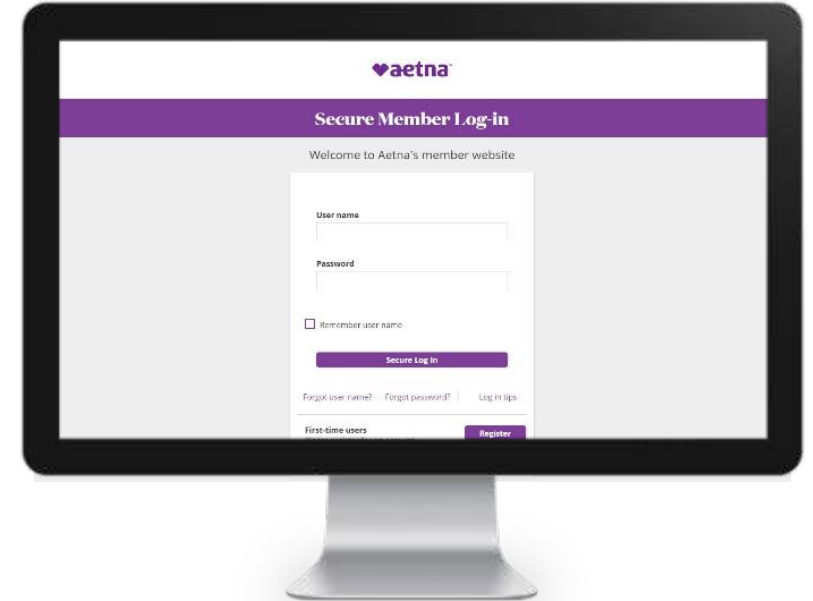 aetna
Secure Member Log-in
Welcome to Aetna's member website
User name
Password
Remember user name
Secure Log In
Forgot user name? Forgot password? Log in tips
First-time users
Register